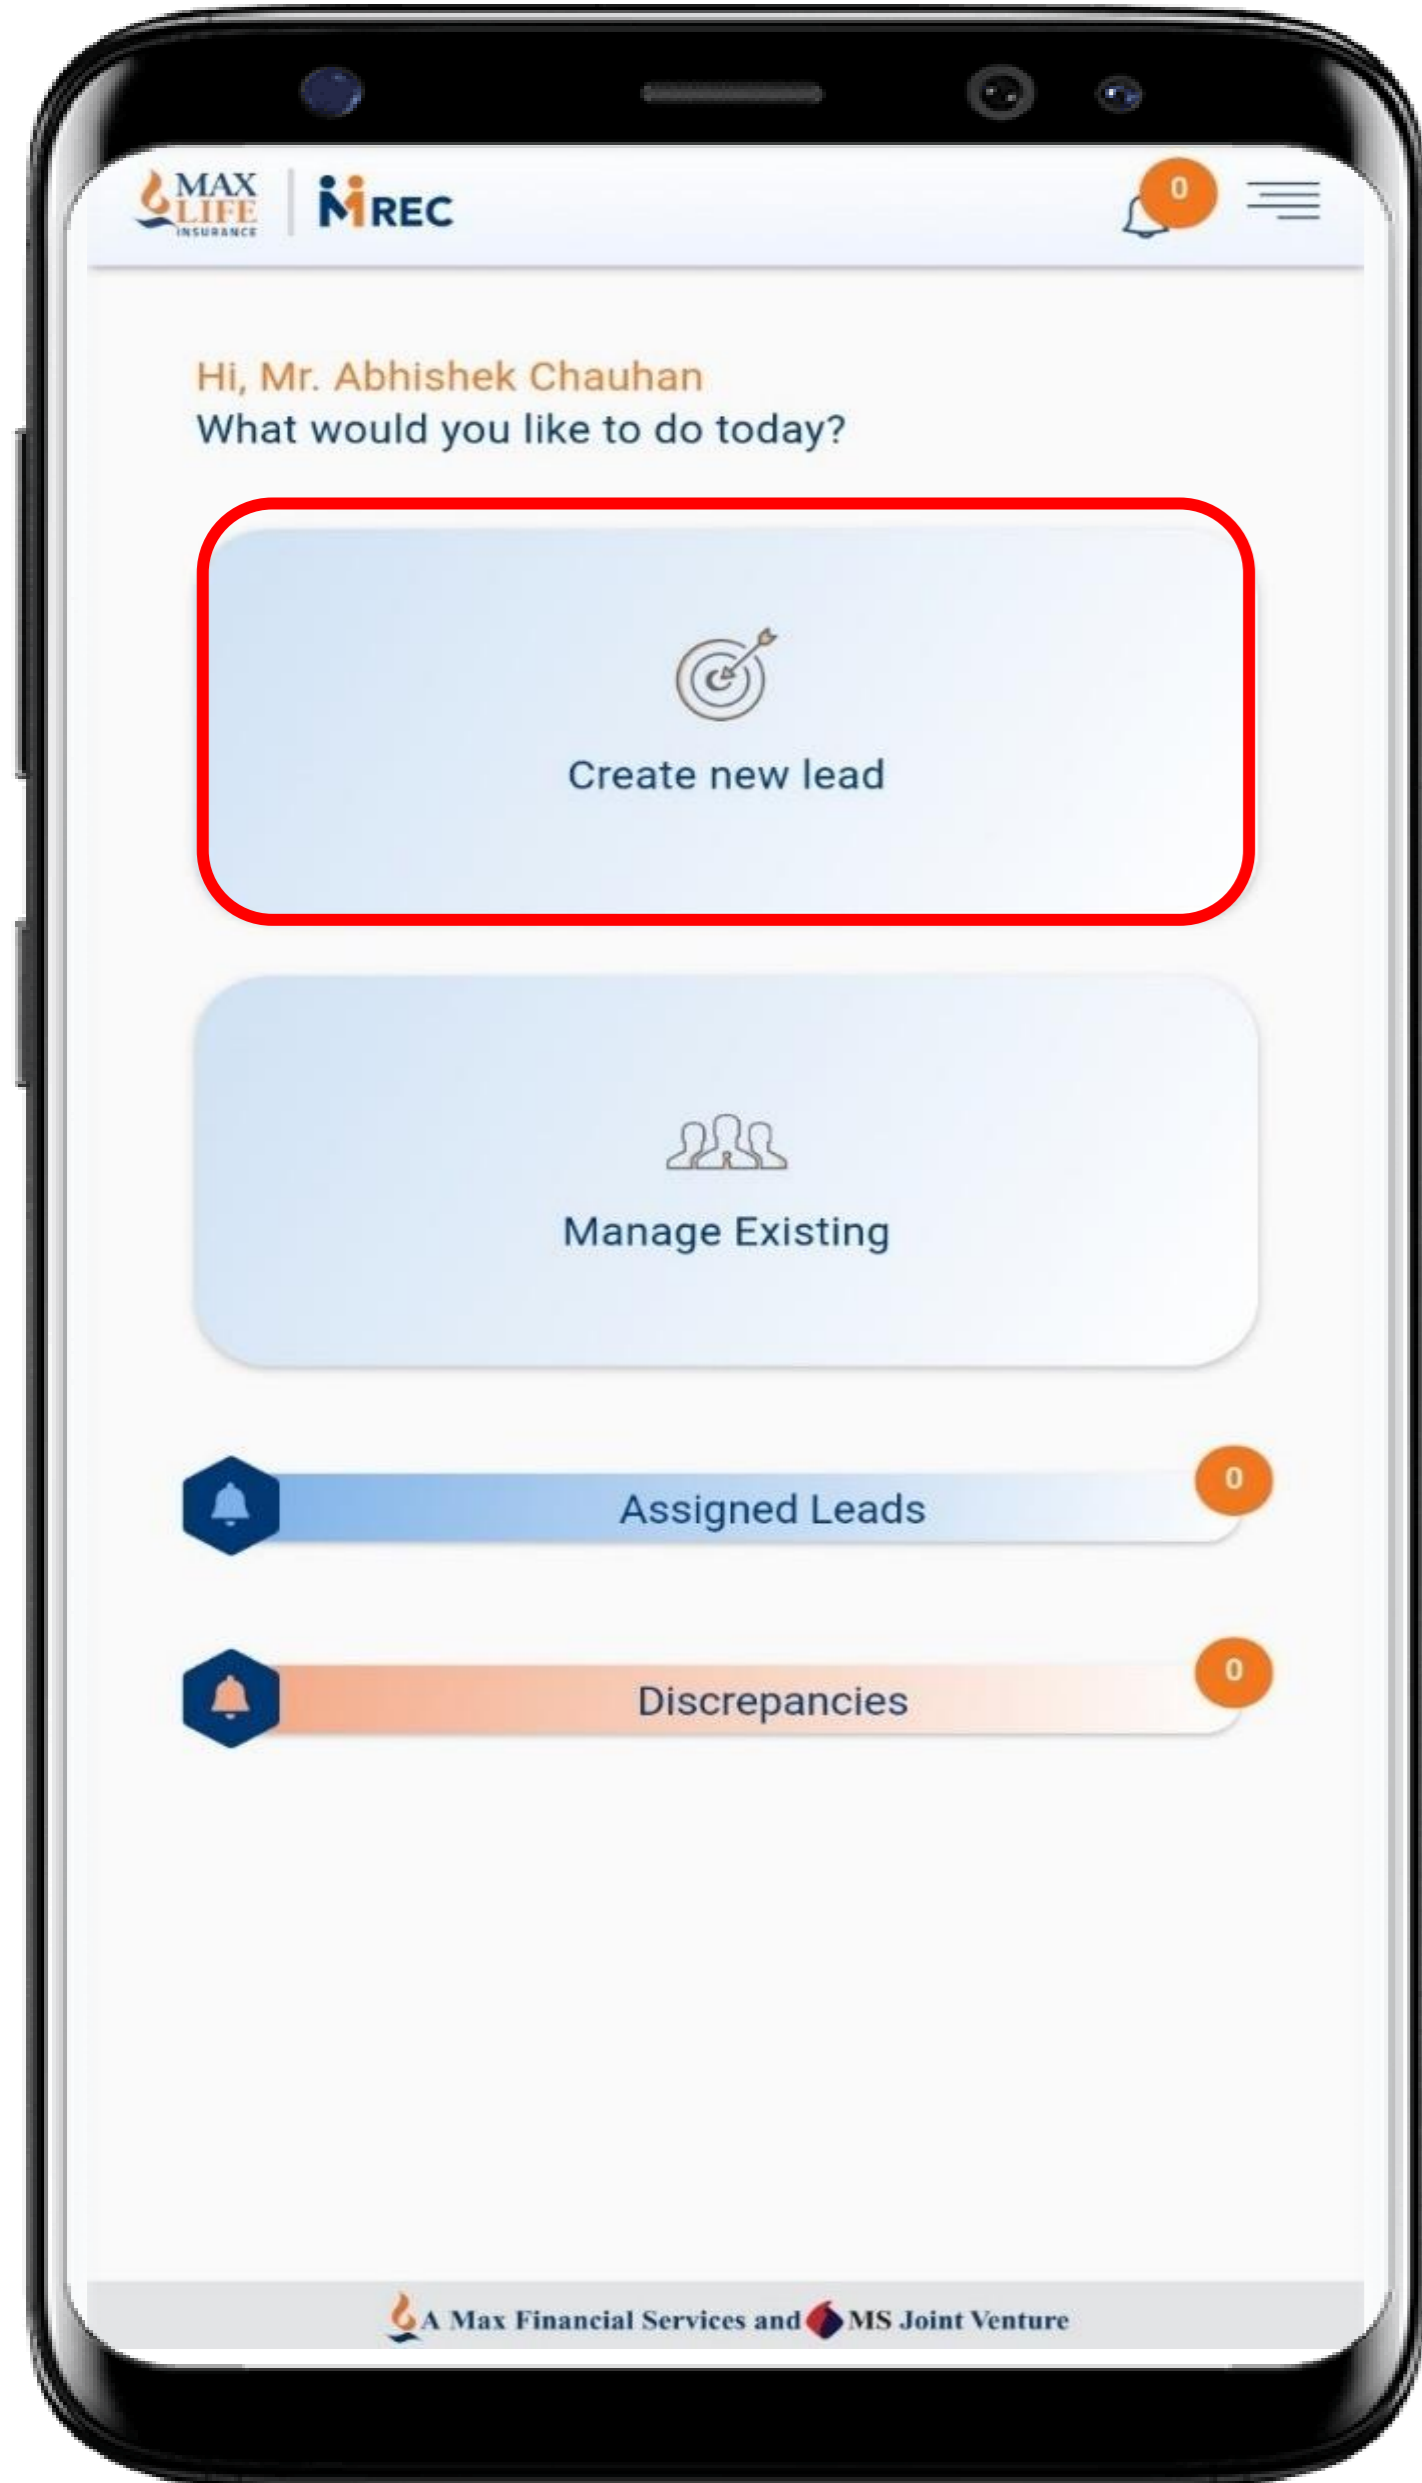 MAX
LIFE
INSURANCE
MREC
0
Hi, Mr. Abhishek Chauhan
What would you like to do today?
Create new lead
Manage Existing
Assigned Leads
0
Discrepancies
0
A Max Financial Services and MS Joint Venture